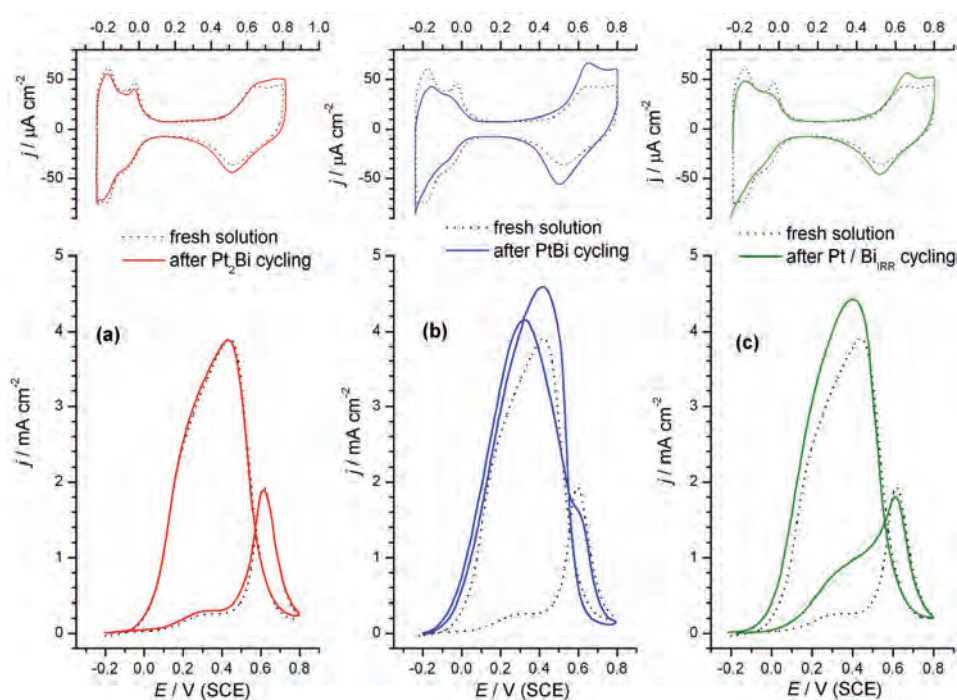 -0.2 0.0 0.2 0.4 0.6 0.8 1.0
-0.2 0.0 0.2 0.4 0.6 0.8
-0.2 0.0 0.2 0.4 0.6 0.8
50
0
-50
j / µA cm⁻²
50
0
-50
j / µA cm⁻²
50
0
-50
j / µA cm⁻²
fresh solution
after Pt₂Bi cycling
fresh solution
after PtBi cycling
fresh solution
after Pt / Bi_IRR cycling
(a)
(b)
(c)
5
4
3
2
1
0
j / mA cm⁻²
5
4
3
2
1
0
j / mA cm⁻²
5
4
3
2
1
0
j / mA cm⁻²
-0.2 0.0 0.2 0.4 0.6 0.8
-0.2 0.0 0.2 0.4 0.6 0.8
-0.2 0.0 0.2 0.4 0.6 0.8
E / V (SCE)
E / V (SCE)
E / V (SCE)